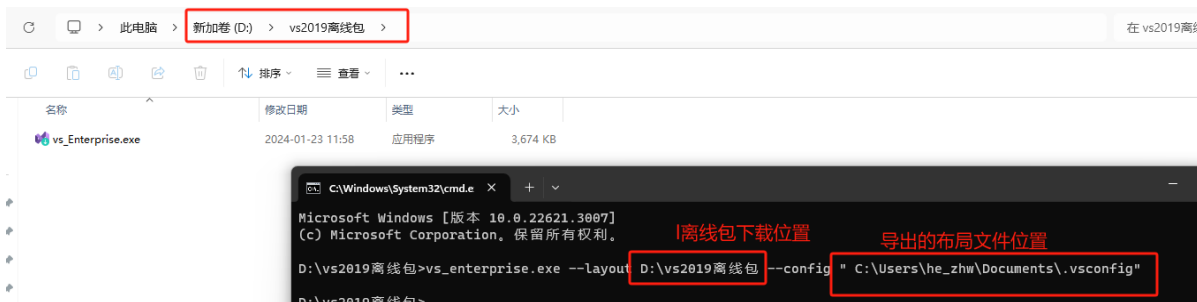 此电脑 > 新加卷 (D:) > vs2019离线包 >
在 vs2019离
排序 查看 ...
名称 修改日期 类型 大小
vs_Enterprise.exe 2024-01-23 11:58 应用程序 3,674 KB
C:\Windows\System32\cmd.e
Microsoft Windows [版本 10.0.22621.3007]
(c) Microsoft Corporation。保留所有权利。
l离线包下载位置
导出的布局文件位置
D:\vs2019离线包>vs_enterprise.exe --layout D:\vs2019离线包 --config " C:\Users\he_zhw\Documents\.vsconfig"
D:\vs2019离线包>